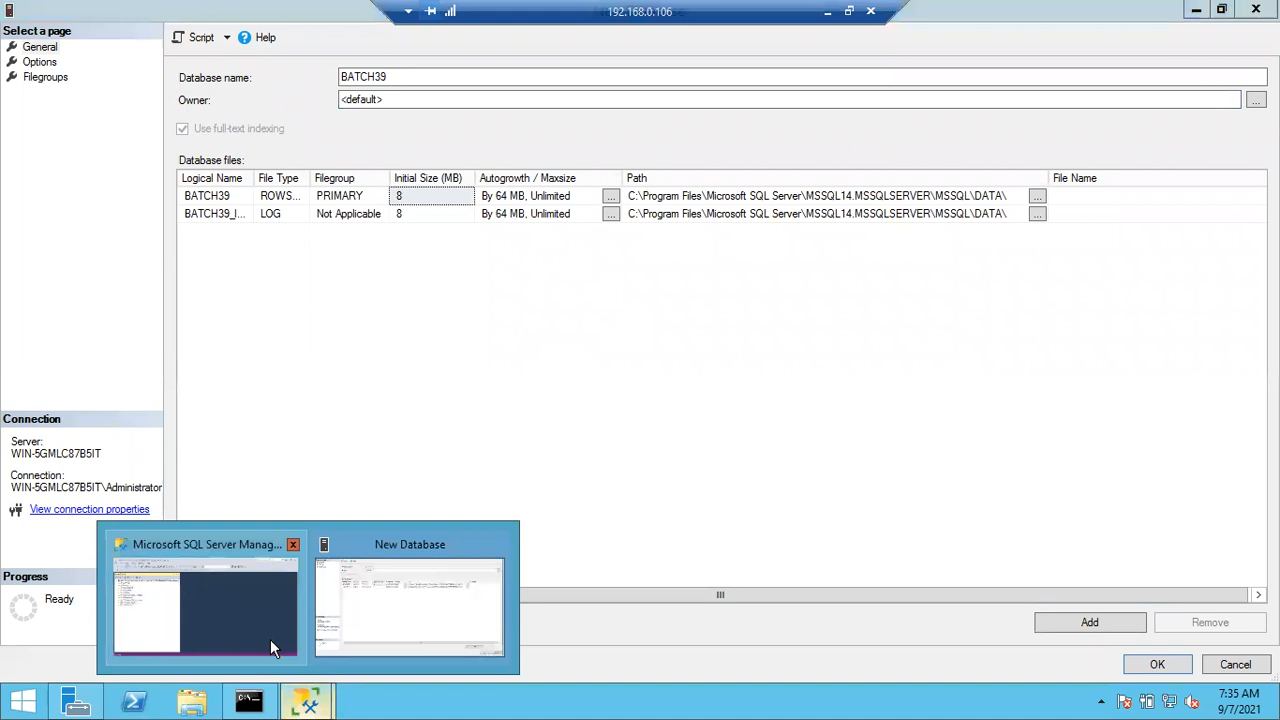 192.168.0.106
Select a page
General
Options
Filegroups
Script
Help
Database name:
BATCH39
Owner:
<default>
...
Use full-text indexing
Database files:
Logical Name File Type Filegroup Initial Size (MB) Autogrowth / Maxsize Path File Name
BATCH39 ROWS... PRIMARY 8 By 64 MB, Unlimited ... C:\Program Files\Microsoft SQL Server\MSSQL14.MSSQLSERVER\MSSQL\DATA\ ...
BATCH39_l... LOG Not Applicable 8 By 64 MB, Unlimited ... C:\Program Files\Microsoft SQL Server\MSSQL14.MSSQLSERVER\MSSQL\DATA\ ...
Connection
Server:
WIN-5GMLC87B5IT
Connection:
WIN-5GMLC87B5IT\Administrator
View connection properties
Microsoft SQL Server Manag...
New Database
Progress
Ready
Add
Remove
OK
Cancel
7:35 AM
9/7/2021